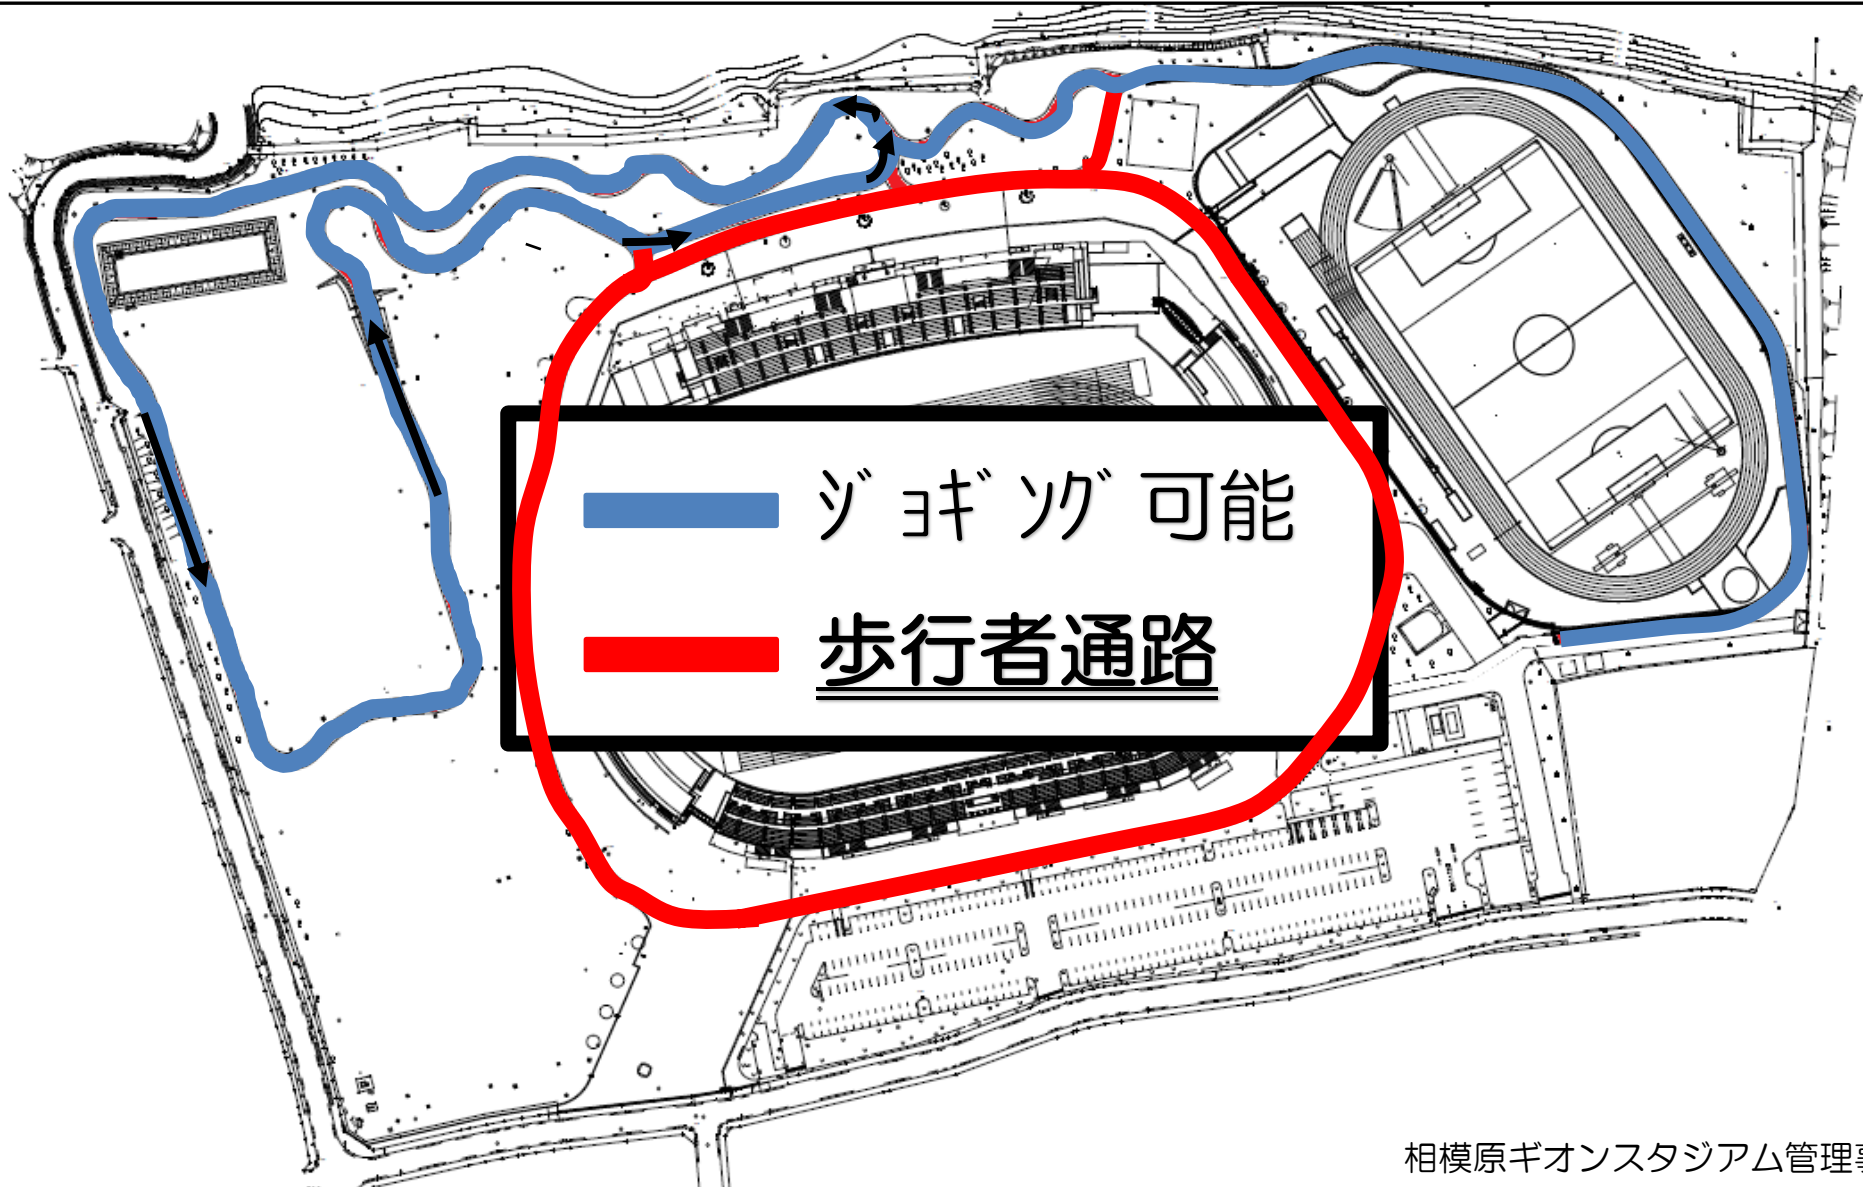 ｼﾞｮｷﾞﾝｸﾞ可能
歩行者通路
相模原ギオンスタジアム管理事